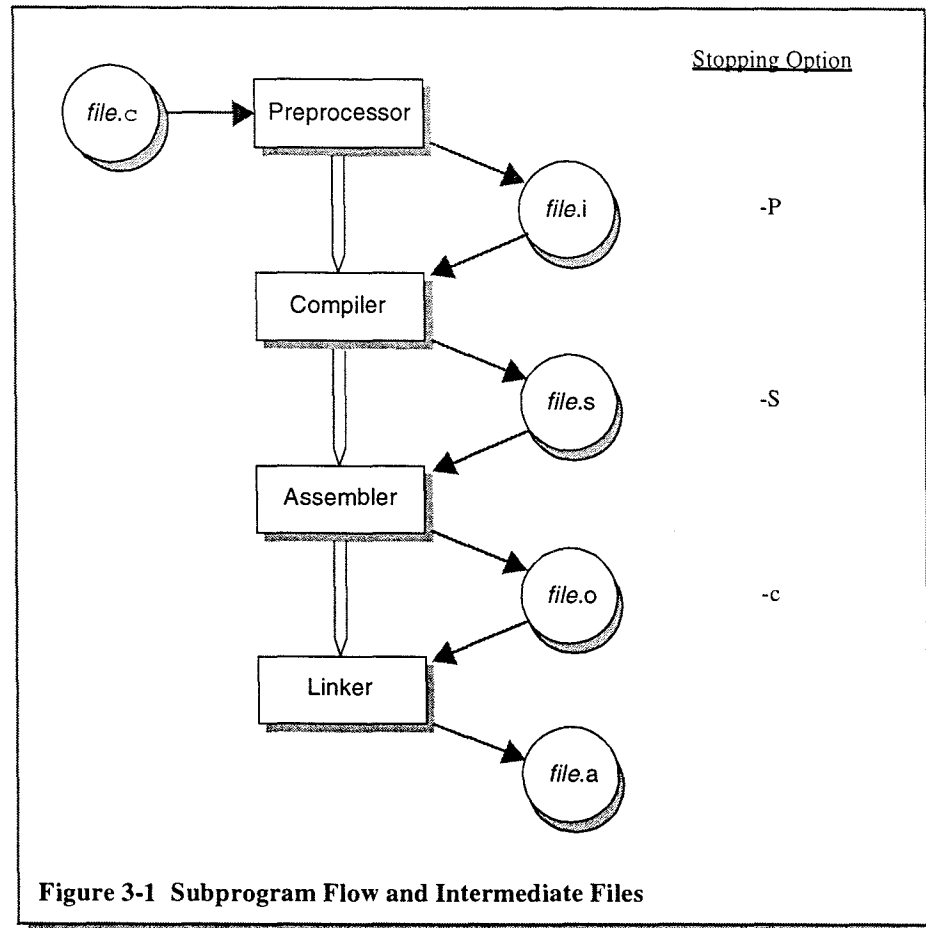 Stopping Option
file.c
Preprocessor
file.i
-P
Compiler
file.s
-S
Assembler
file.o
-c
Linker
file.a
Figure 3-1 Subprogram Flow and Intermediate Files